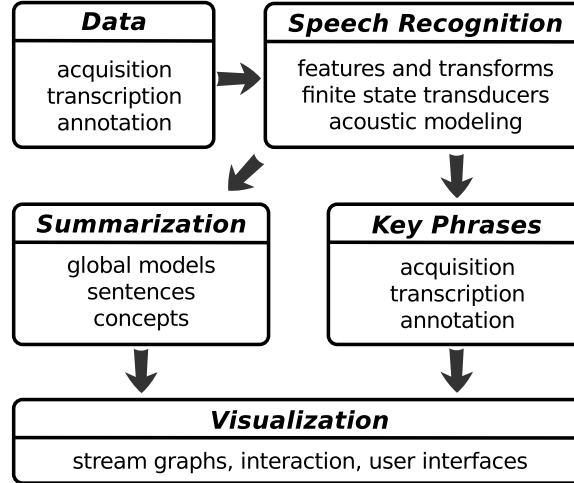 Data
acquisition
transcription
annotation
Speech Recognition
features and transforms
finite state transducers
acoustic modeling
Summarization
global models
sentences
concepts
Key Phrases
acquisition
transcription
annotation
Visualization
stream graphs, interaction, user interfaces